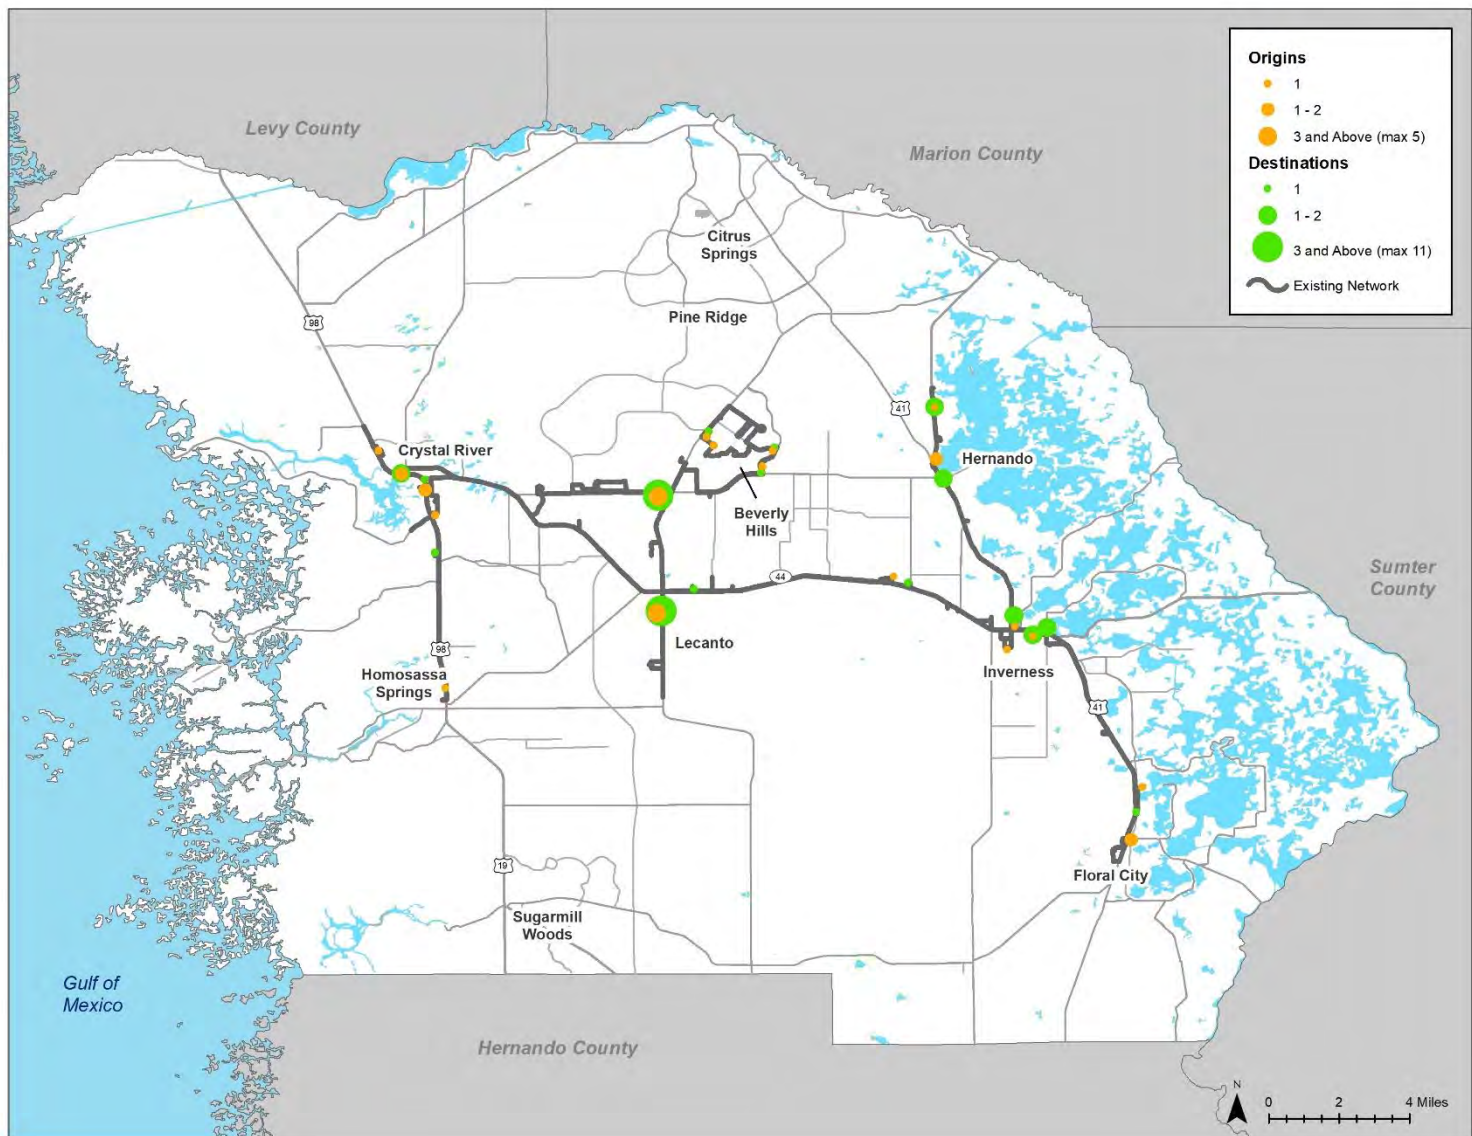 Origins
1
1 - 2
3 and Above (max 5)
Destinations
1
1 - 2
3 and Above (max 11)
Existing Network
Levy County
Marion County
Citrus
Springs
Pine Ridge
98
41
Crystal River
Hernando
Beverly
Hills
44
Sumter
County
98
Lecanto
Homosassa
Springs
Inverness
41
19
Floral City
Sugarmill
Woods
Gulf of
Mexico
Hernando County
N
0 2 4 Miles